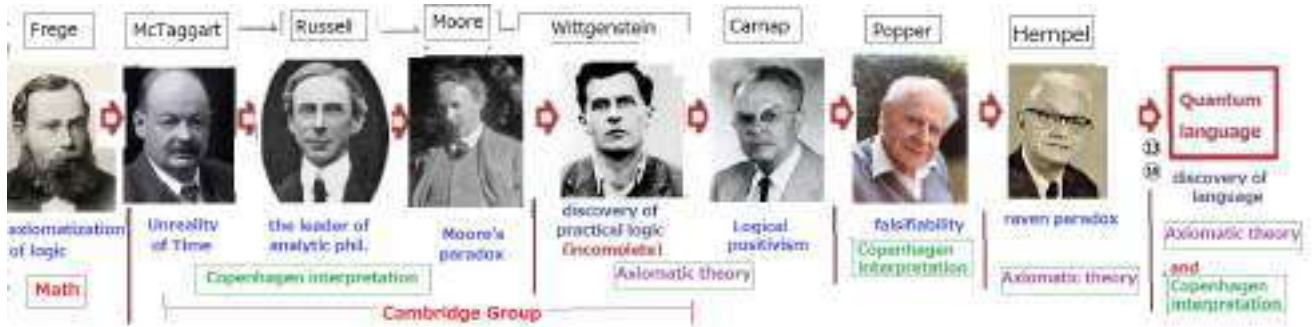 Frege
McTaggart
Russell
Moore
Wittgenstein
Carnap
Popper
Hempel
Quantum
language
⑬
discovery of
language
axiomatization
of logic
Unreality
of Time
the leader of
analytic phil.
Moore's
paradox
discovery of
practical logic
(incomplete)
Logical
positivism
falsifiability
raven paradox
Math
Copenhagen interpretation
Axiomatic theory
Copenhagen
interpretation
Axiomatic theory
Axiomatic theory
and
Copenhagen
interpretation
Cambridge Group